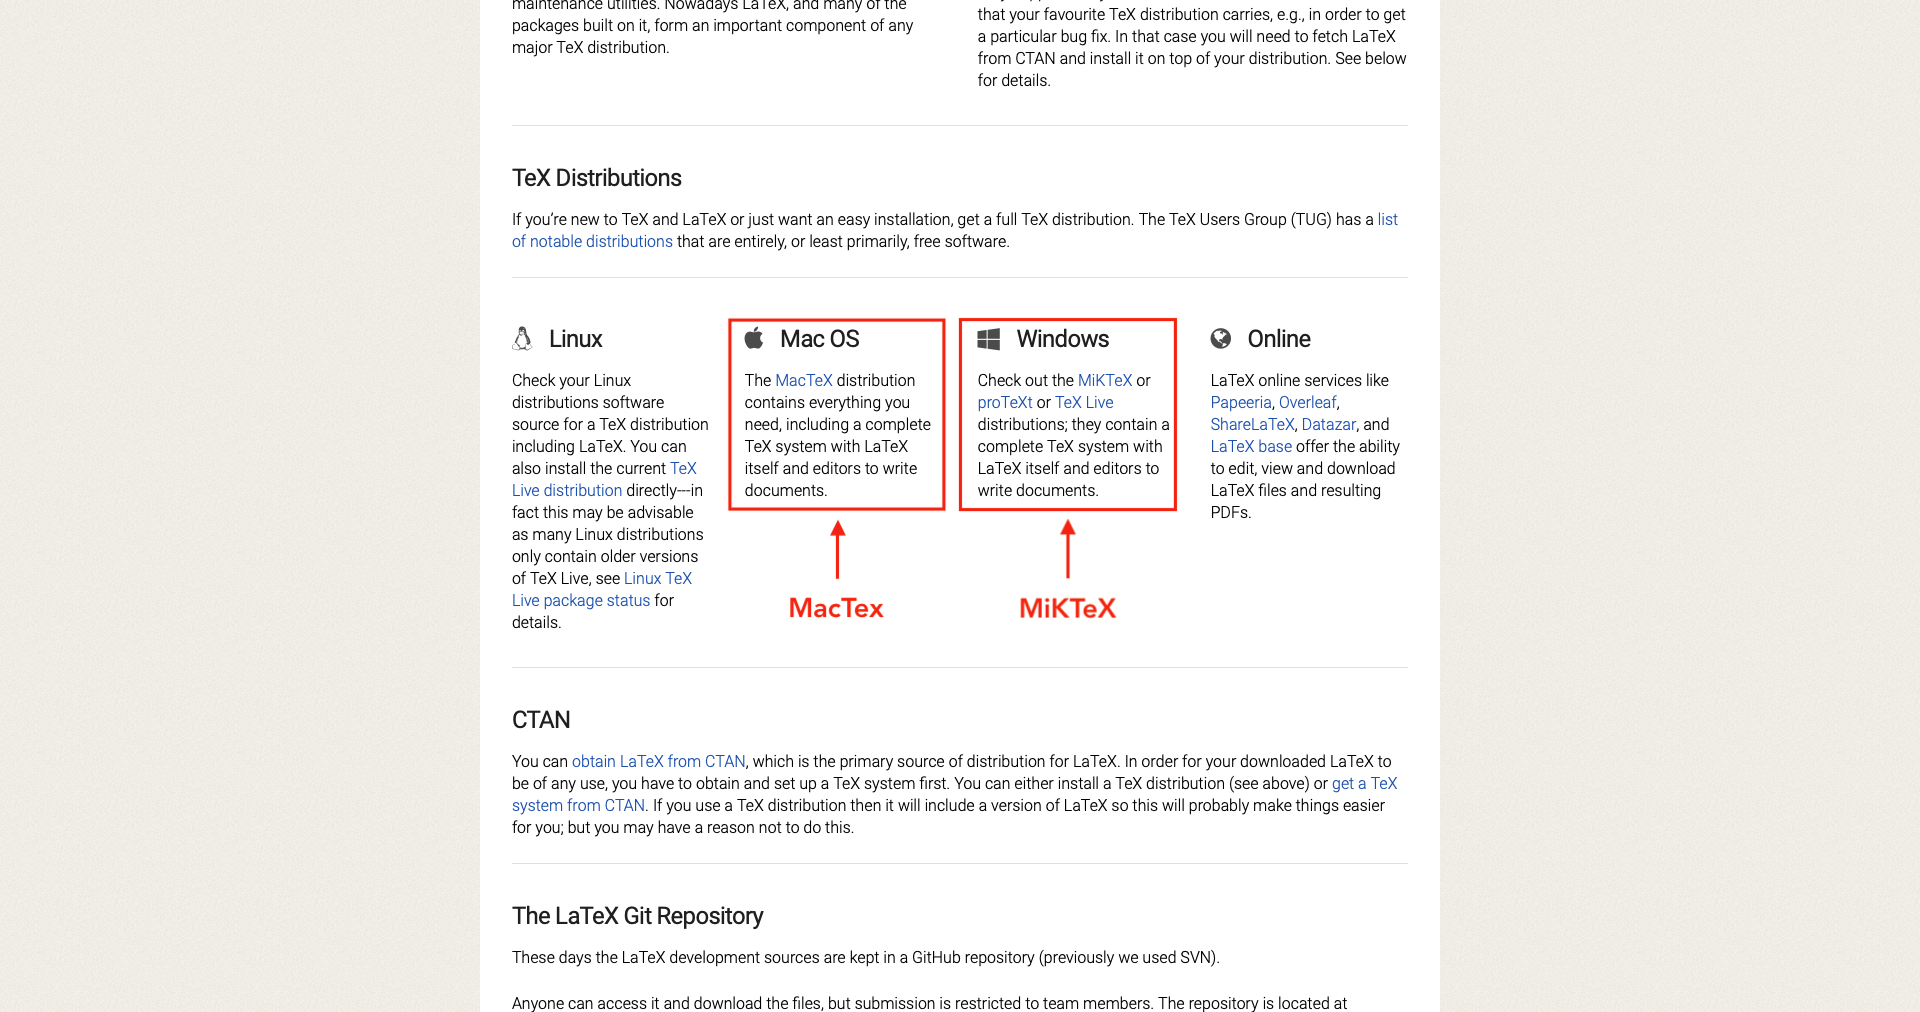 maintenance utilities. Nowadays LaTeX, and many of the
packages built on it, form an important component of any
major TeX distribution.
that your favourite TeX distribution carries, e.g., in order to get
a particular bug fix. In that case you will need to fetch LaTeX
from CTAN and install it on top of your distribution. See below
for details.
TeX Distributions
If you’re new to TeX and LaTeX or just want an easy installation, get a full TeX distribution. The TeX Users Group (TUG) has a list
of notable distributions that are entirely, or least primarily, free software.
Linux
Check your Linux
distributions software
source for a TeX distribution
including LaTeX. You can
also install the current TeX
Live distribution directly---in
fact this may be advisable
as many Linux distributions
only contain older versions
of TeX Live, see Linux TeX
Live package status for
details.
Mac OS
The MacTeX distribution
contains everything you
need, including a complete
TeX system with LaTeX
itself and editors to write
documents.
MacTex
Windows
Check out the MiKTeX or
proTeXt or TeX Live
distributions; they contain a
complete TeX system with
LaTeX itself and editors to
write documents.
MiKTeX
Online
LaTeX online services like
Papeeria, Overleaf,
ShareLaTeX, Datazar, and
LaTeX base offer the ability
to edit, view and download
LaTeX files and resulting
PDFs.
CTAN
You can obtain LaTeX from CTAN, which is the primary source of distribution for LaTeX. In order for your downloaded LaTeX to
be of any use, you have to obtain and set up a TeX system first. You can either install a TeX distribution (see above) or get a TeX
system from CTAN. If you use a TeX distribution then it will include a version of LaTeX so this will probably make things easier
for you; but you may have a reason not to do this.
The LaTeX Git Repository
These days the LaTeX development sources are kept in a GitHub repository (previously we used SVN).
Anyone can access it and download the files, but submission is restricted to team members. The repository is located at